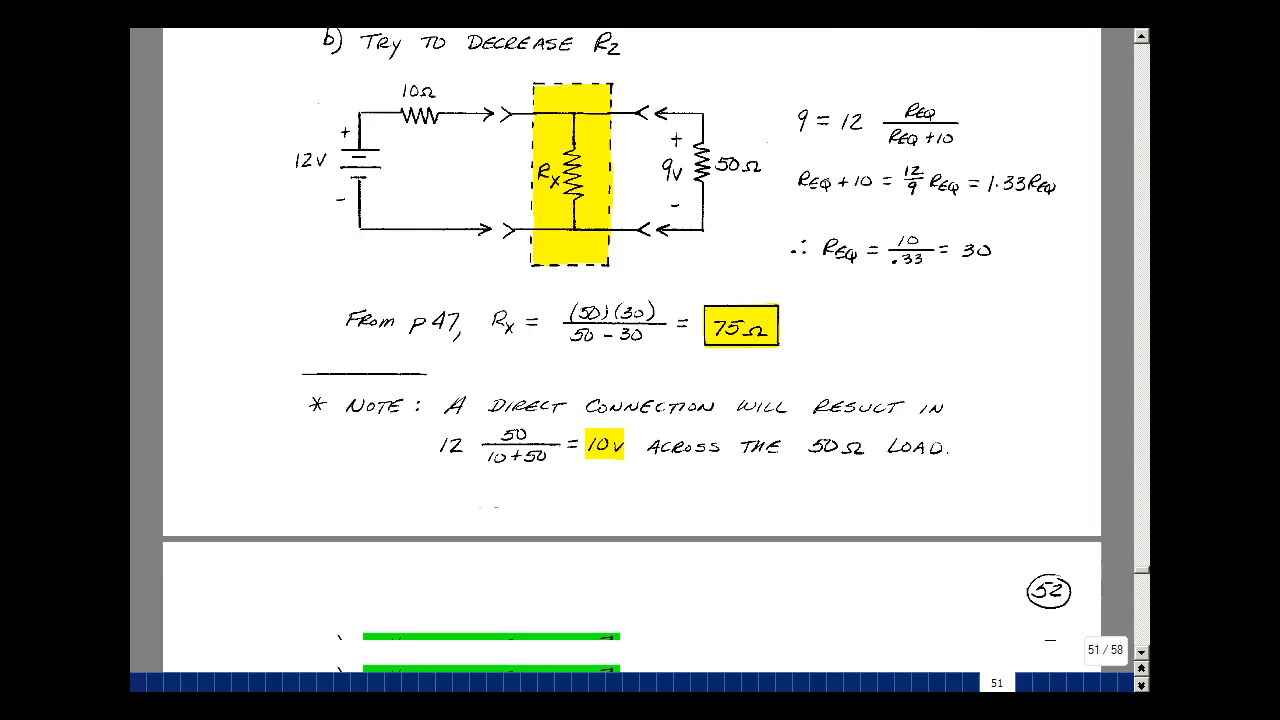 b) TRY TO DECREASE R2
10Ω
9 = 12 REQ / REQ + 10
+
+
12V
RX
9V
50Ω
REQ + 10 = 12/9 REQ = 1.33REQ
-
-
∴ REQ = 10/.33 = 30
FROM p 47, RX = (50)(30) / 50 - 30 = 75Ω
* NOTE: A DIRECT CONNECTION WILL RESULT IN
12 50 / 10 + 50 = 10V ACROSS THE 50Ω LOAD.
52
51 / 58
51